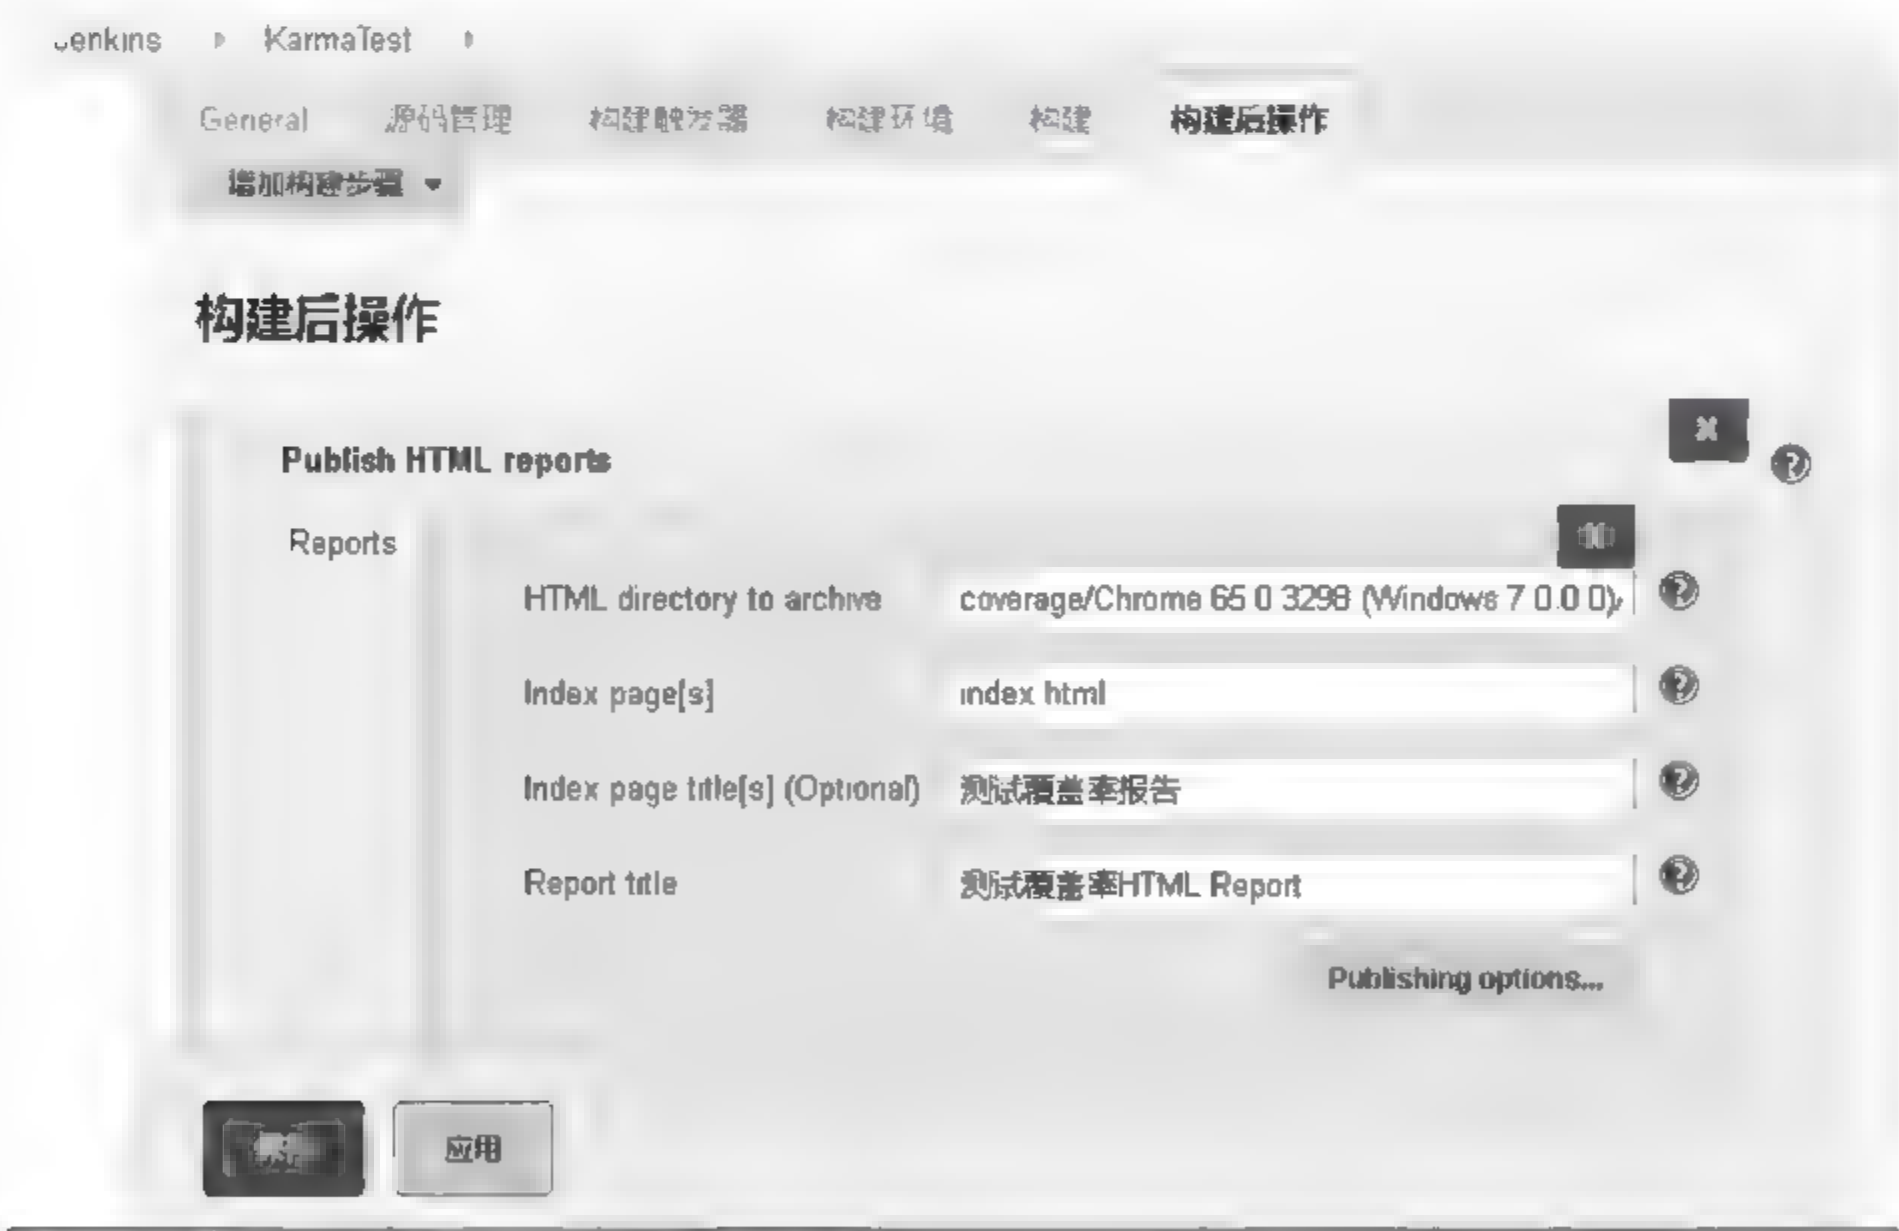 Jenkins KarmaTest
General 源码管理 构建触发器 构建环境 构建 构建后操作
增加构建步骤
构建后操作
X
Publish HTML reports
Reports
HTML directory to archive coverage/Chrome 65 0 3298 (Windows 7 0.0 0)/
Index page[s] index html
Index page title[s] (Optional) 测试覆盖率报告
Report title 测试覆盖率HTML Report
Publishing options...
应用